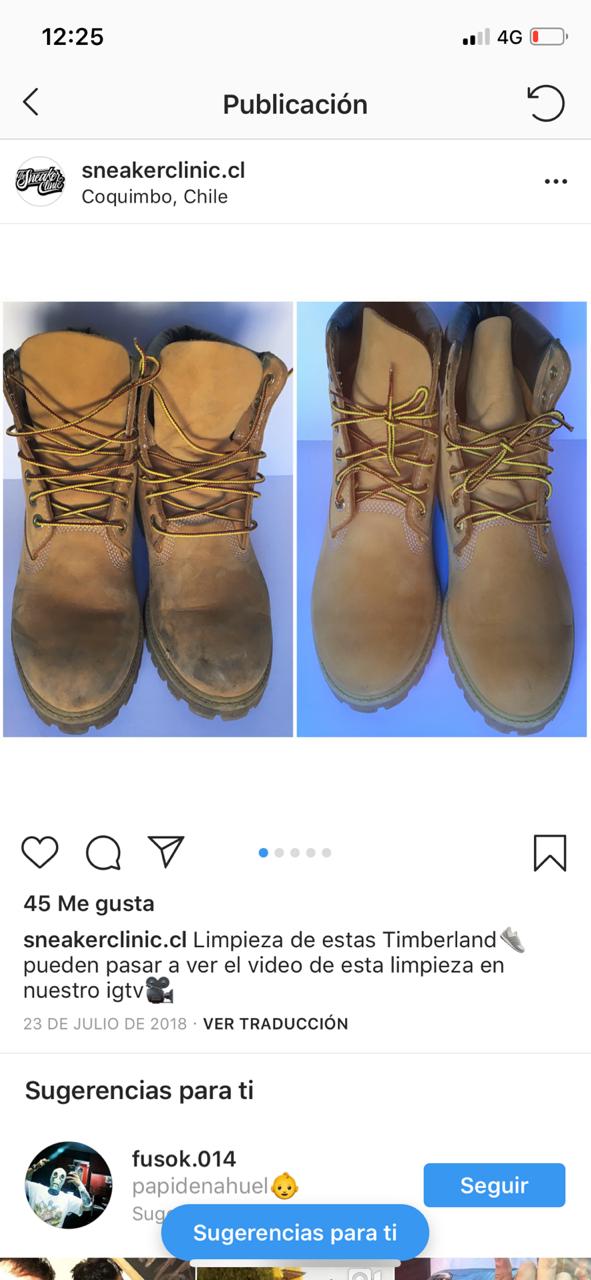 12:25
4G
Publicación
The
Sneaker
Clinic
sneakerclinic.cl
Coquimbo, Chile
45 Me gusta
sneakerclinic.cl Limpieza de estas Timberland👟
pueden pasar a ver el video de esta limpieza en
nuestro igtv🎥
23 DE JULIO DE 2018 · VER TRADUCCIÓN
Sugerencias para ti
fusok.014
papidenahuel👶
Seguir
Sugerencias para ti